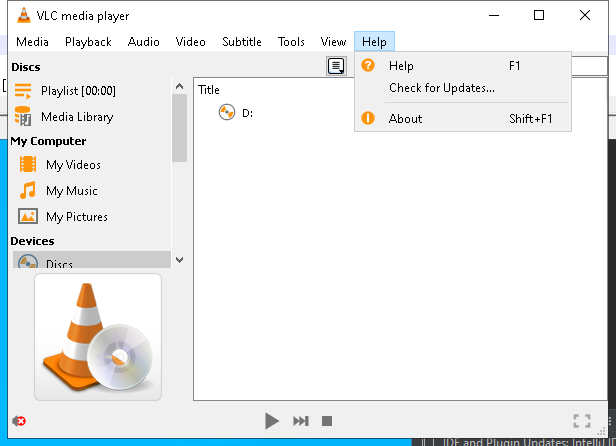 VLC media player
Media Playback Audio Video Subtitle Tools View Help
Discs
Playlist [00:00]
Media Library
My Computer
My Videos
My Music
My Pictures
Devices
Discs
Title
D:
Help F1
Check for Updates...
About Shift+F1
IDE and Plugin Updates: IntelliJ